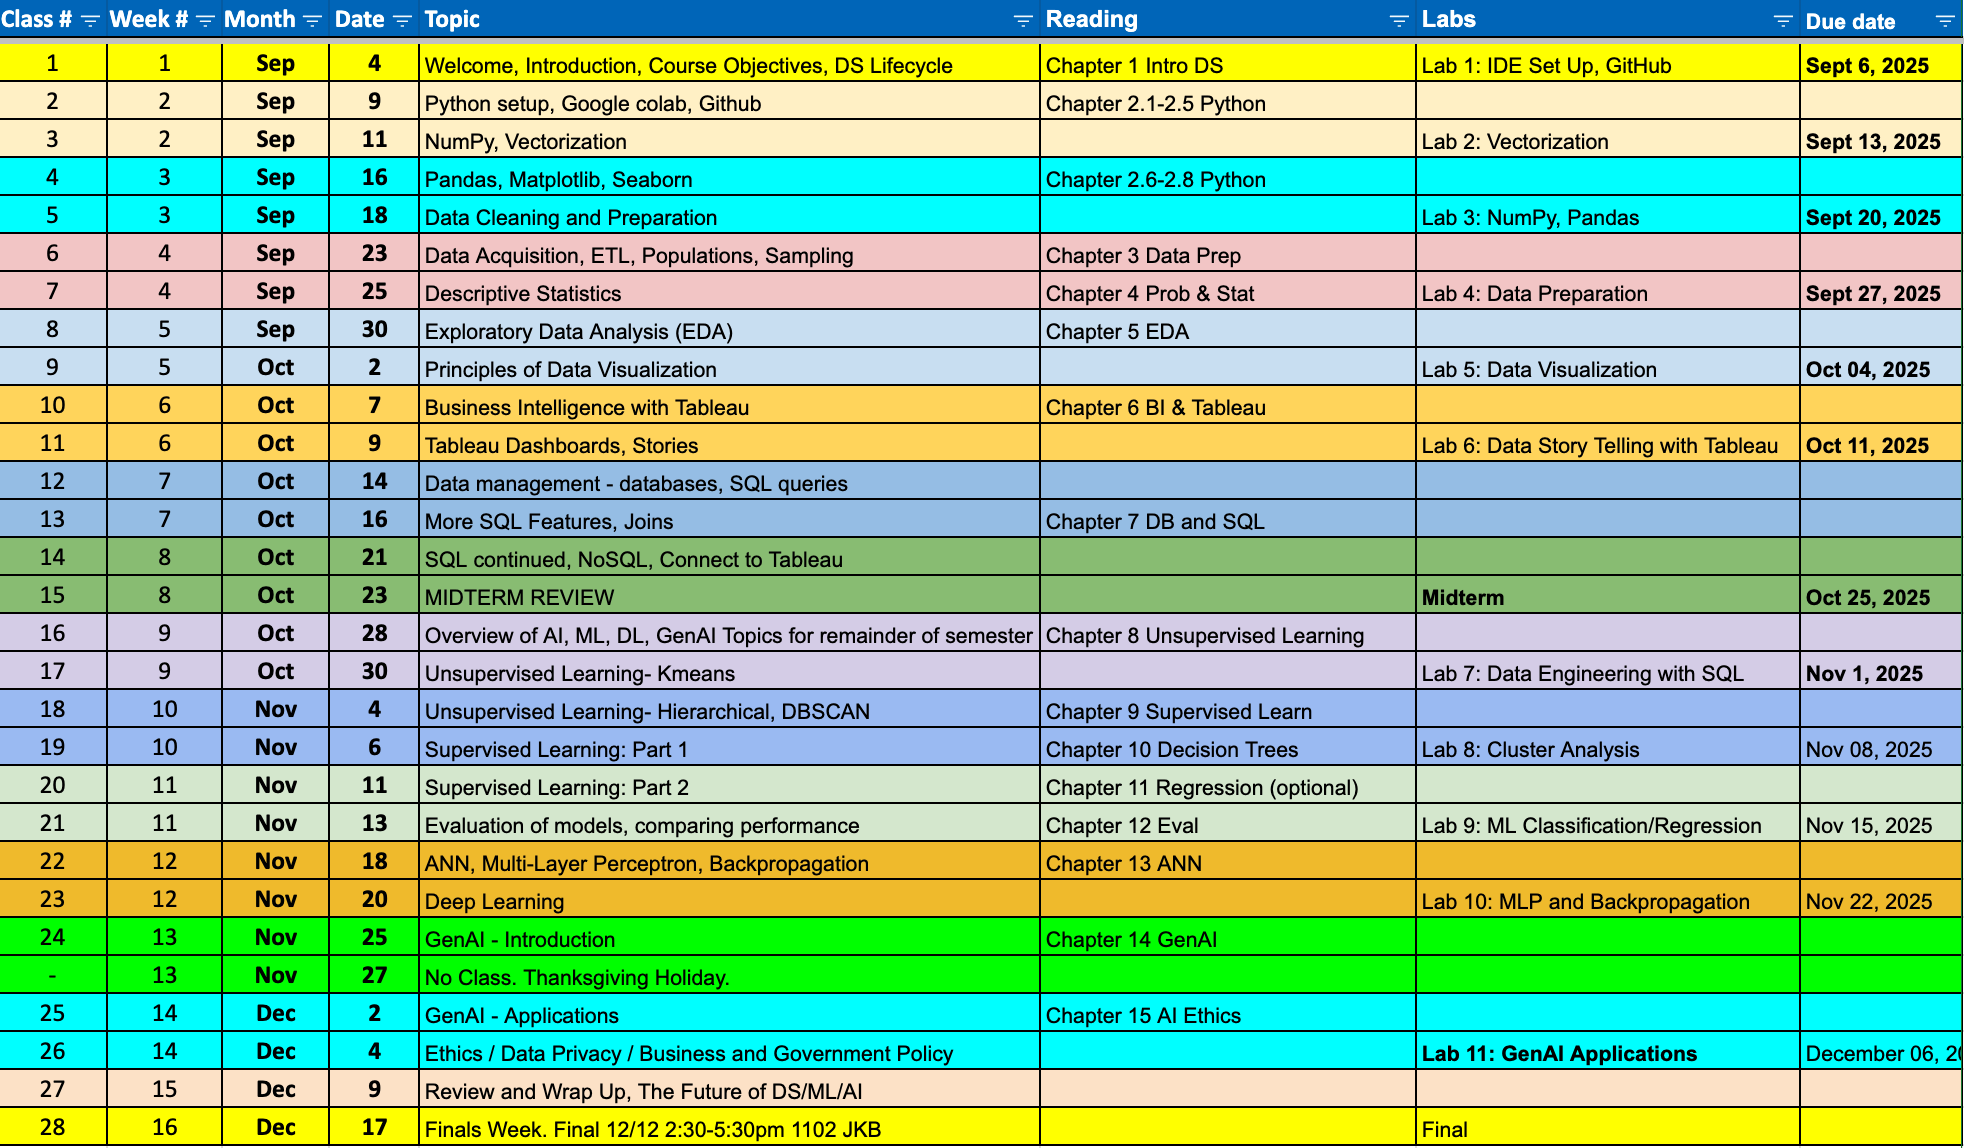 Class # Week # Month Date Topic Reading Labs Due date
1 1 Sep 4 Welcome, Introduction, Course Objectives, DS Lifecycle Chapter 1 Intro DS Lab 1: IDE Set Up, GitHub Sept 6, 2025
2 2 Sep 9 Python setup, Google colab, Github Chapter 2.1-2.5 Python
3 2 Sep 11 NumPy, Vectorization Lab 2: Vectorization Sept 13, 2025
4 3 Sep 16 Pandas, Matplotlib, Seaborn Chapter 2.6-2.8 Python
5 3 Sep 18 Data Cleaning and Preparation Lab 3: NumPy, Pandas Sept 20, 2025
6 4 Sep 23 Data Acquisition, ETL, Populations, Sampling Chapter 3 Data Prep
7 4 Sep 25 Descriptive Statistics Chapter 4 Prob & Stat Lab 4: Data Preparation Sept 27, 2025
8 5 Sep 30 Exploratory Data Analysis (EDA) Chapter 5 EDA
9 5 Oct 2 Principles of Data Visualization Lab 5: Data Visualization Oct 04, 2025
10 6 Oct 7 Business Intelligence with Tableau Chapter 6 BI & Tableau
11 6 Oct 9 Tableau Dashboards, Stories Lab 6: Data Story Telling with Tableau Oct 11, 2025
12 7 Oct 14 Data management - databases, SQL queries
13 7 Oct 16 More SQL Features, Joins Chapter 7 DB and SQL
14 8 Oct 21 SQL continued, NoSQL, Connect to Tableau
15 8 Oct 23 MIDTERM REVIEW Midterm Oct 25, 2025
16 9 Oct 28 Overview of AI, ML, DL, GenAI Topics for remainder of semester Chapter 8 Unsupervised Learning
17 9 Oct 30 Unsupervised Learning- Kmeans Lab 7: Data Engineering with SQL Nov 1, 2025
18 10 Nov 4 Unsupervised Learning- Hierarchical, DBSCAN Chapter 9 Supervised Learn
19 10 Nov 6 Supervised Learning: Part 1 Chapter 10 Decision Trees Lab 8: Cluster Analysis Nov 08, 2025
20 11 Nov 11 Supervised Learning: Part 2 Chapter 11 Regression (optional)
21 11 Nov 13 Evaluation of models, comparing performance Chapter 12 Eval Lab 9: ML Classification/Regression Nov 15, 2025
22 12 Nov 18 ANN, Multi-Layer Perceptron, Backpropagation Chapter 13 ANN
23 12 Nov 20 Deep Learning Lab 10: MLP and Backpropagation Nov 22, 2025
24 13 Nov 25 GenAI - Introduction Chapter 14 GenAI
- 13 Nov 27 No Class. Thanksgiving Holiday.
25 14 Dec 2 GenAI - Applications Chapter 15 AI Ethics
26 14 Dec 4 Ethics / Data Privacy / Business and Government Policy Lab 11: GenAI Applications December 06, 20
27 15 Dec 9 Review and Wrap Up, The Future of DS/ML/AI
28 16 Dec 17 Finals Week. Final 12/12 2:30-5:30pm 1102 JKB Final